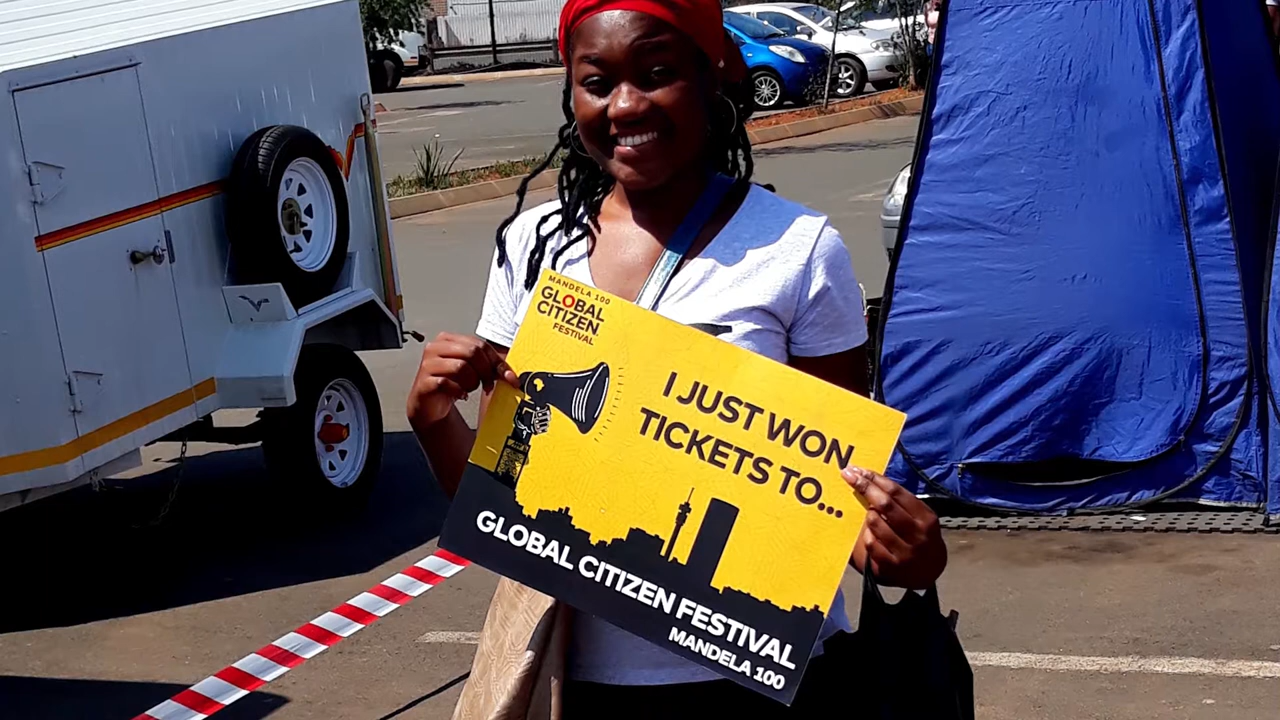 MANDELA 100
GLOBAL
CITIZEN
FESTIVAL
I JUST WON
TICKETS TO...
GLOBAL CITIZEN FESTIVAL
MANDELA 100